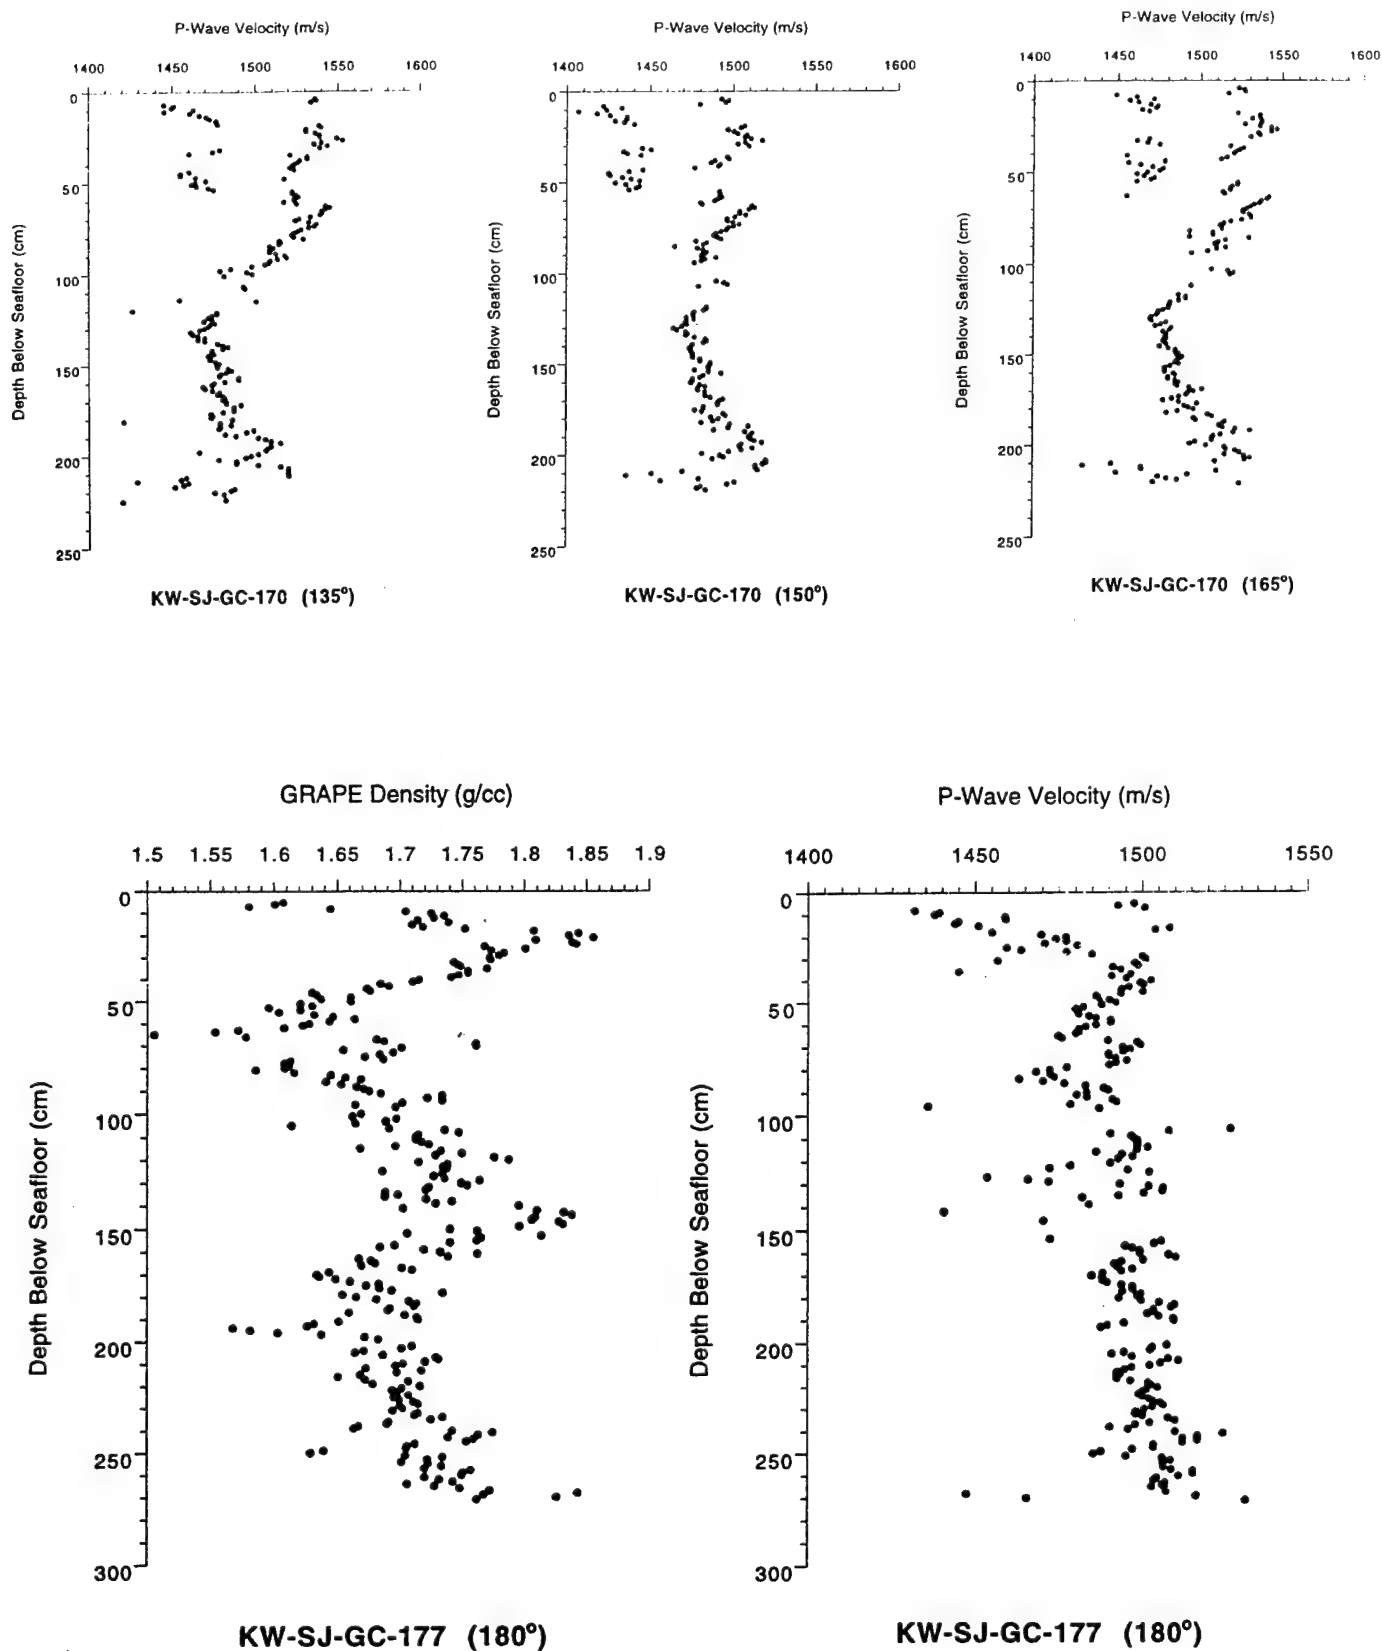 P-Wave Velocity (m/s)
1400 1450 1500 1550 1600
0
50
100
150
200
250
Depth Below Seafloor (cm)
KW-SJ-GC-170 (135°)
P-Wave Velocity (m/s)
1400 1450 1500 1550 1600
0
50
100
150
200
250
Depth Below Seafloor (cm)
KW-SJ-GC-170 (150°)
P-Wave Velocity (m/s)
1400 1450 1500 1550 1600
0
50
100
150
200
250
Depth Below Seafloor (cm)
KW-SJ-GC-170 (165°)
GRAPE Density (g/cc)
1.5 1.55 1.6 1.65 1.7 1.75 1.8 1.85 1.9
0
50
100
150
200
250
300
Depth Below Seafloor (cm)
KW-SJ-GC-177 (180°)
P-Wave Velocity (m/s)
1400 1450 1500 1550
0
50
100
150
200
250
300
Depth Below Seafloor (cm)
KW-SJ-GC-177 (180°)